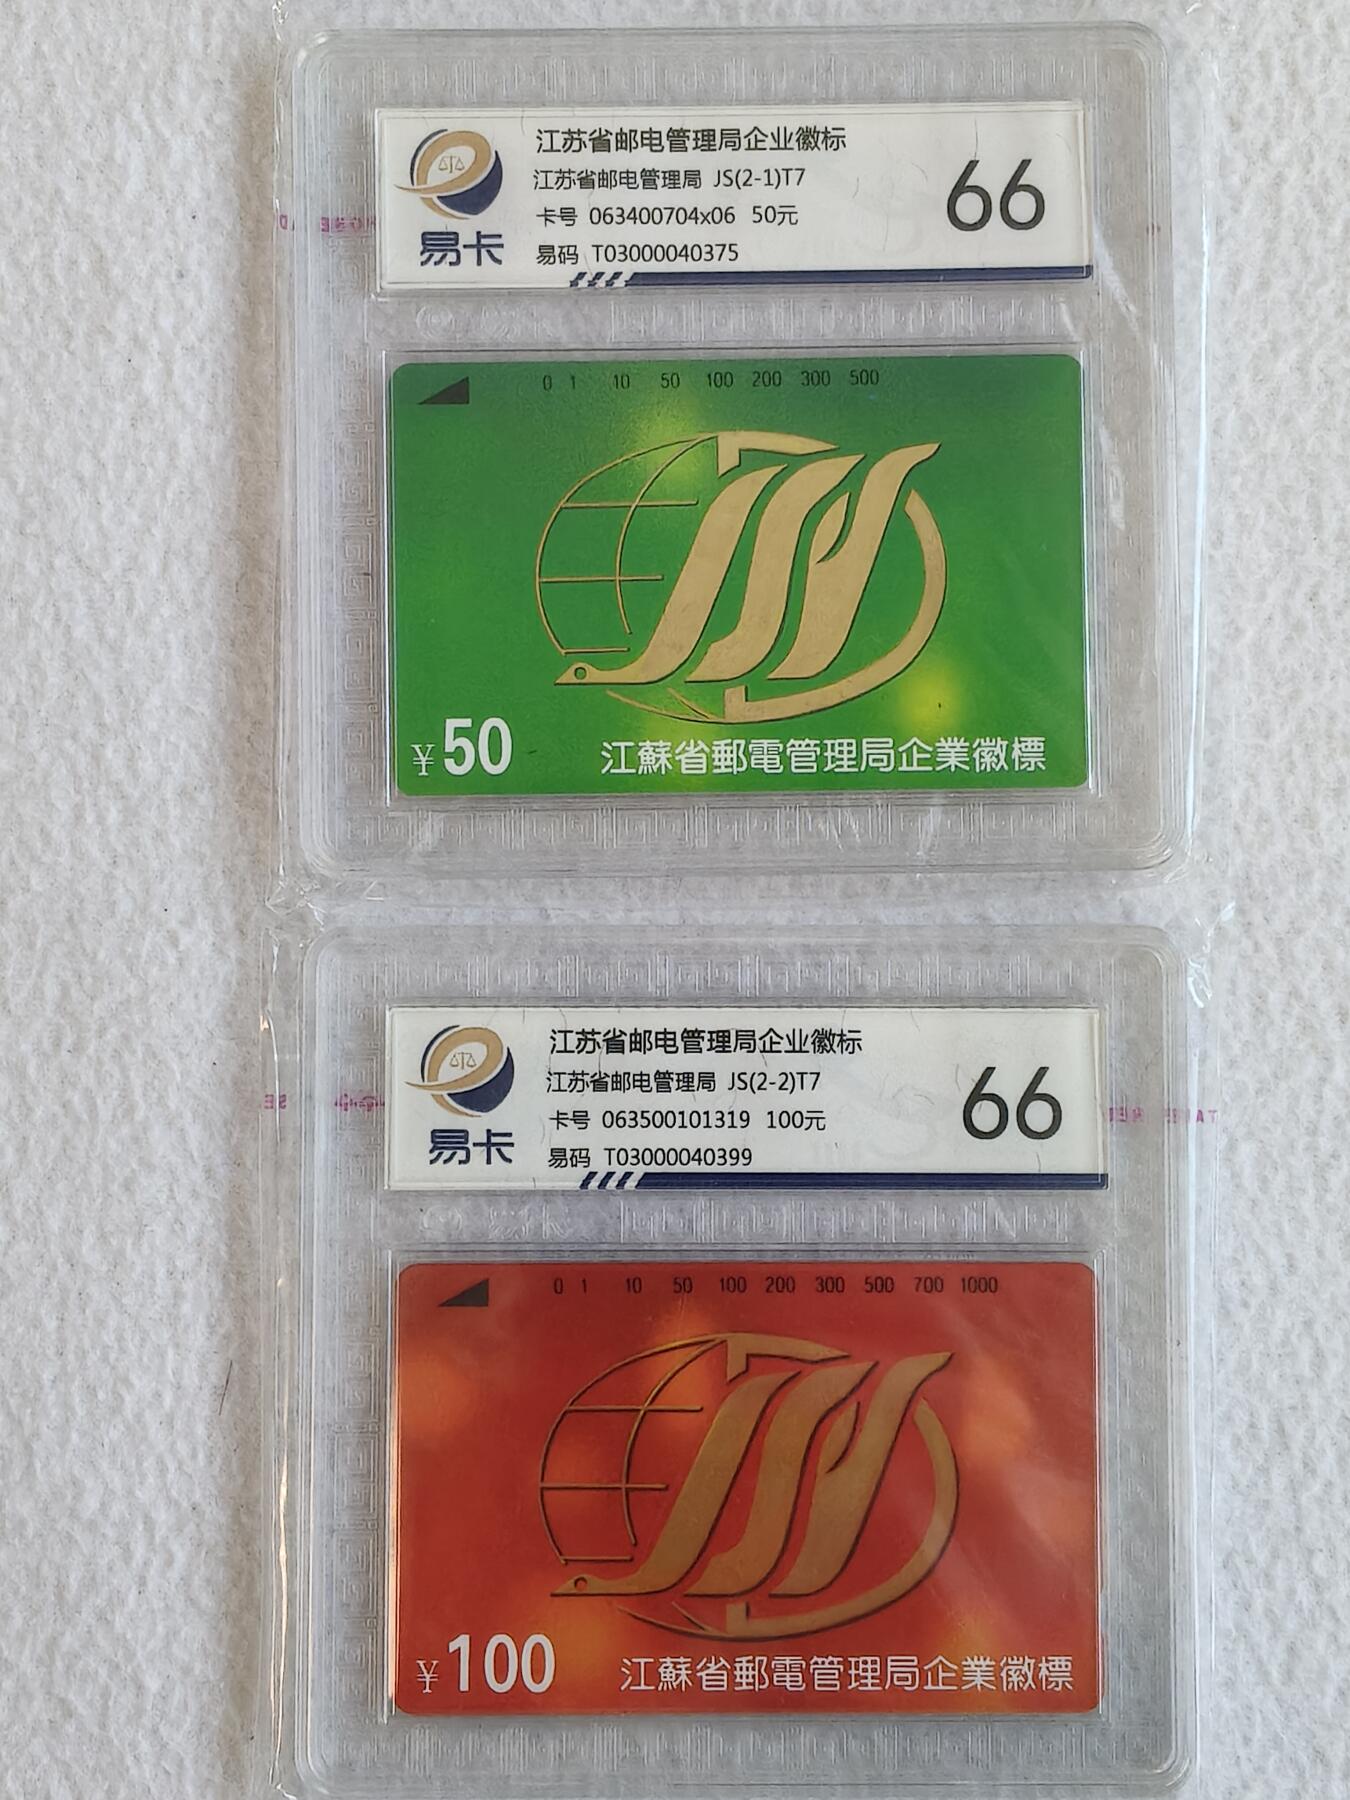 江苏省邮电管理局企业徽标
江苏省邮电管理局 JS(2-1)T7
卡号 063400704x06 50元
易码 T03000040375
66
易卡
0 1 10 50 100 200 300 500
¥50
江蘇省郵電管理局企業徽標
江苏省邮电管理局企业徽标
江苏省邮电管理局 JS(2-2)T7
卡号 063500101319 100元
易码 T03000040399
66
易卡
0 1 10 50 100 200 300 500 700 1000
¥100
江蘇省郵電管理局企業徽標